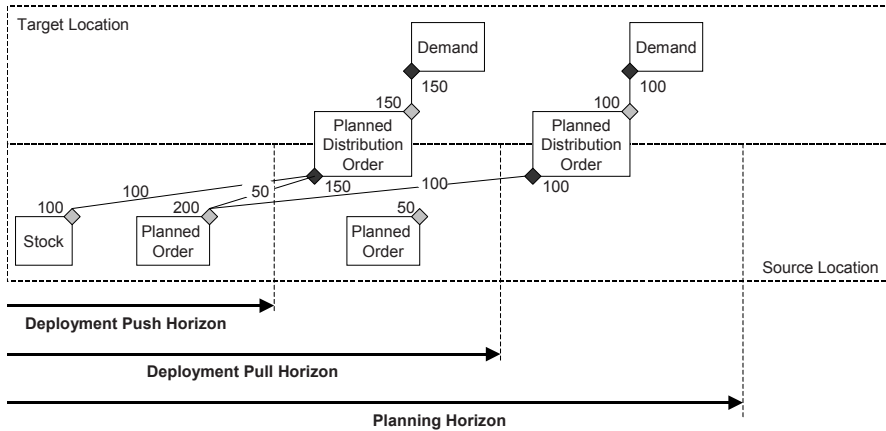 Target Location
Demand
Demand
150
100
150
100
Planned
Distribution
Order
Planned
Distribution
Order
100
50
150
100
100
100
200
50
Stock
Planned
Order
Planned
Order
Source Location
Deployment Push Horizon
Deployment Pull Horizon
Planning Horizon